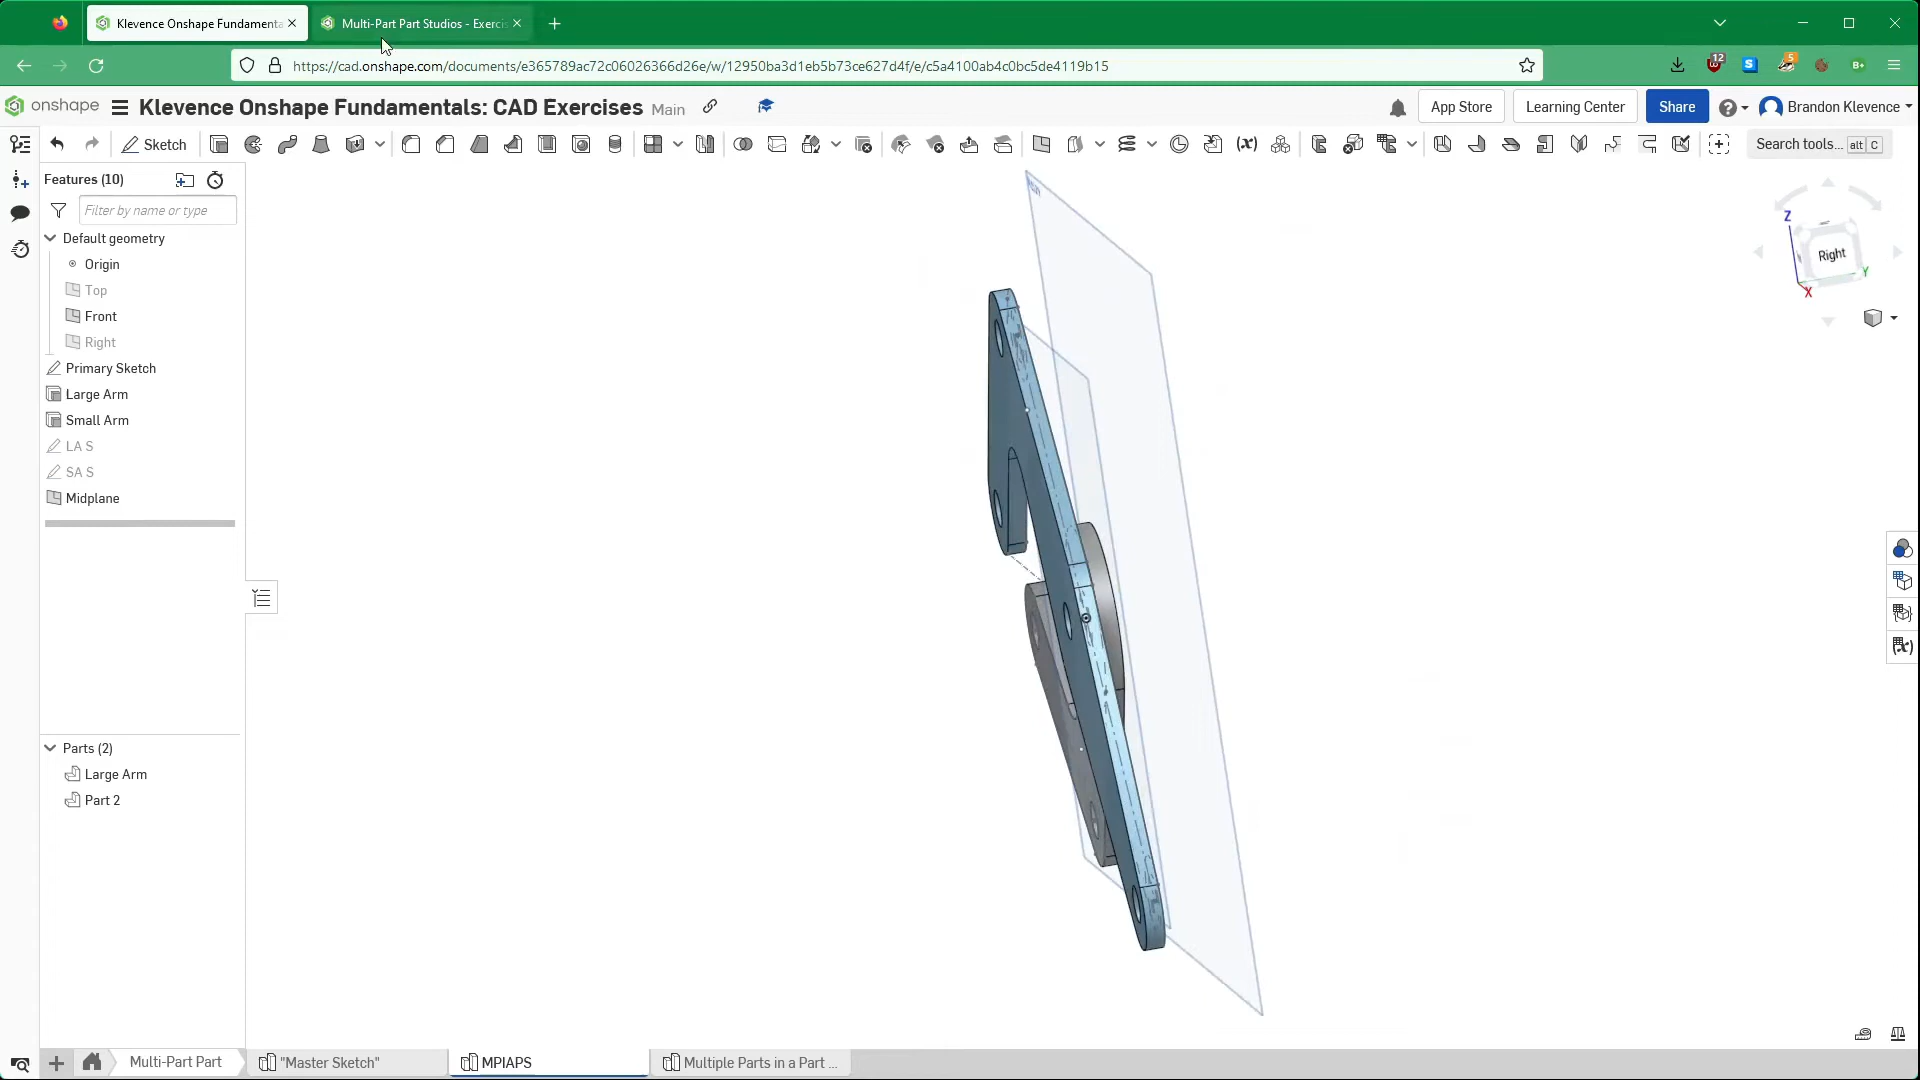 Klevence Onshape Fundamenta
Multi-Part Part Studios - Exercis
https://cad.onshape.com/documents/e365789ac72c06026366d26e/w/12950ba3d1eb5b73ce627d4f/e/c5a4100ab4c0bc5de4119b15
12
S
5
B+
onshape
Klevence Onshape Fundamentals: CAD Exercises
Main
App Store
Learning Center
Share
Brandon Klevence
Sketch
Search tools...
alt
C
Features (10)
Filter by name or type
Default geometry
Origin
Top
Front
Right
Primary Sketch
Large Arm
Small Arm
LA S
SA S
Midplane
Z
Right
Y
X
Parts (2)
Large Arm
Part 2
Multi-Part Part
"Master Sketch"
MPIAPS
Multiple Parts in a Part ...